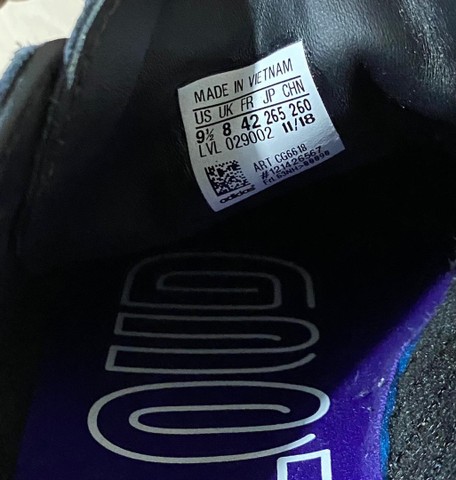 MADE IN VIETNAM
US UK FR JP CHN
9½ 8 42 265 260
LVL 029002 11/18
ART CG6618
#121426567
adidas